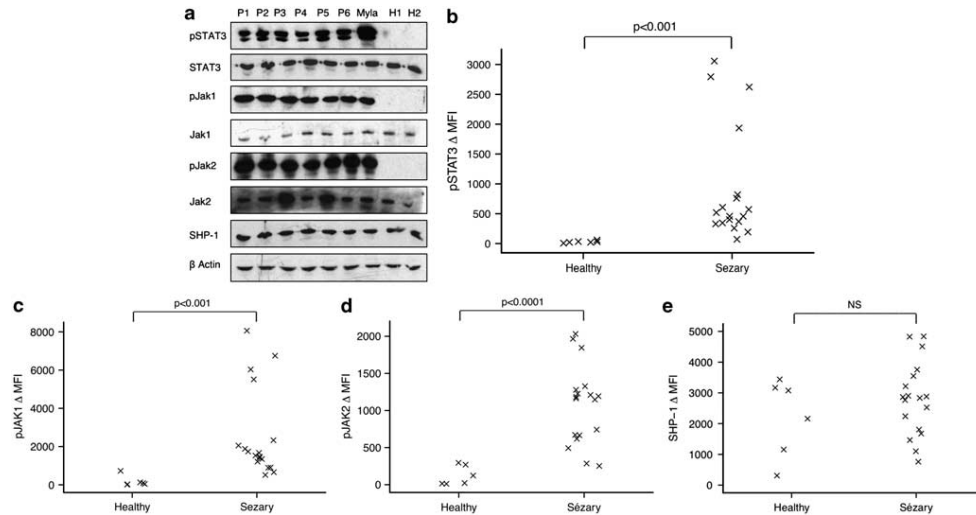 a
P1 P2 P3 P4 P5 P6 Myla H1 H2
pSTAT3
STAT3
pJak1
Jak1
pJak2
Jak2
SHP-1
β Actin
b
p<0.001
pSTAT3 Δ MFI
3000
2500
2000
1500
1000
500
0
Healthy Sezary
c
p<0.001
pJAK1 Δ MFI
8000
6000
4000
2000
0
Healthy Sezary
d
p<0.0001
pJAK2 Δ MFI
2000
1500
1000
500
0
Healthy Sézary
e
NS
SHP–1 Δ MFI
5000
4000
3000
2000
1000
0
Healthy Sézary